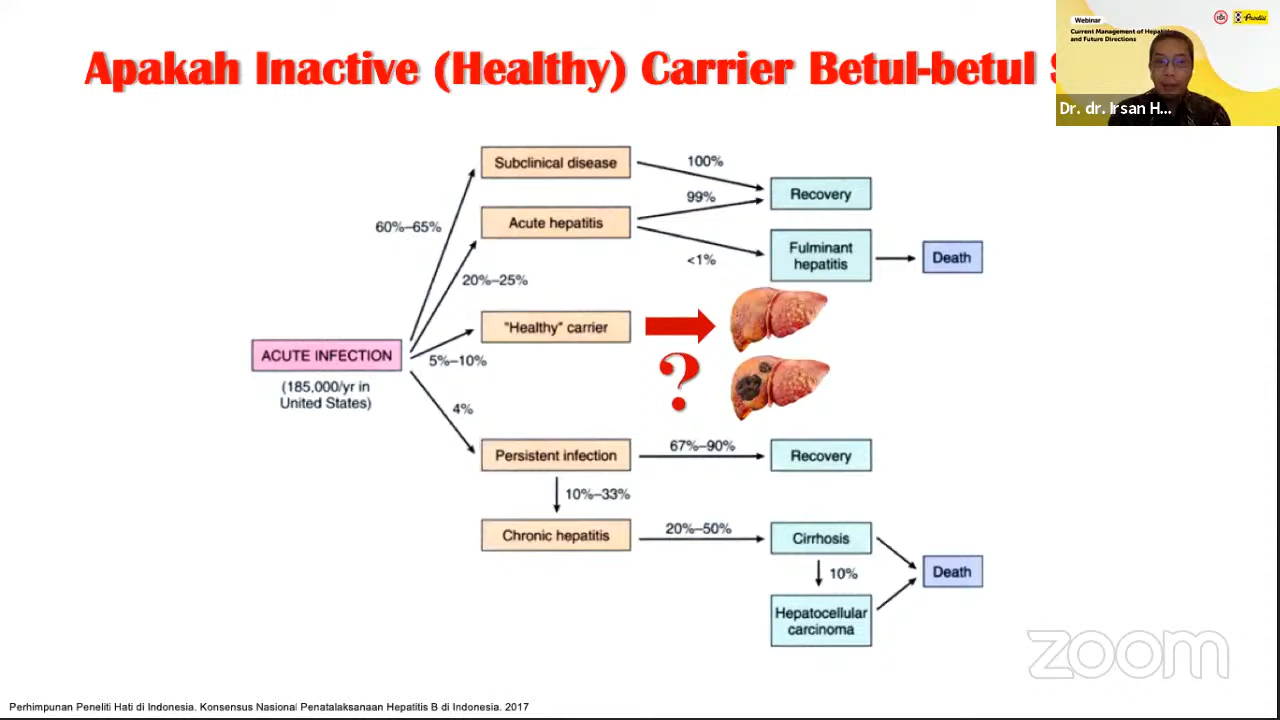 Apakah Inactive (Healthy) Carrier Betul-betul
Webinar
Current Management of
and Future Directions
Prodia
Dr. dr. Irsan H...
Subclinical disease
100%
Recovery
99%
60%–65%
Acute hepatitis
Fulminant
hepatitis
Death
<1%
20%–25%
"Healthy" carrier
ACUTE INFECTION
5%–10%
?
(185,000/yr in
United States)
4%
Persistent infection
67%–90%
Recovery
10%–33%
Chronic hepatitis
20%–50%
Cirrhosis
10%
Death
Hepatocellular
carcinoma
zoom
Perhimpunan Peneliti Hati di Indonesia. Konsensus Nasional Penatalaksanaan Hepatitis B di Indonesia. 2017